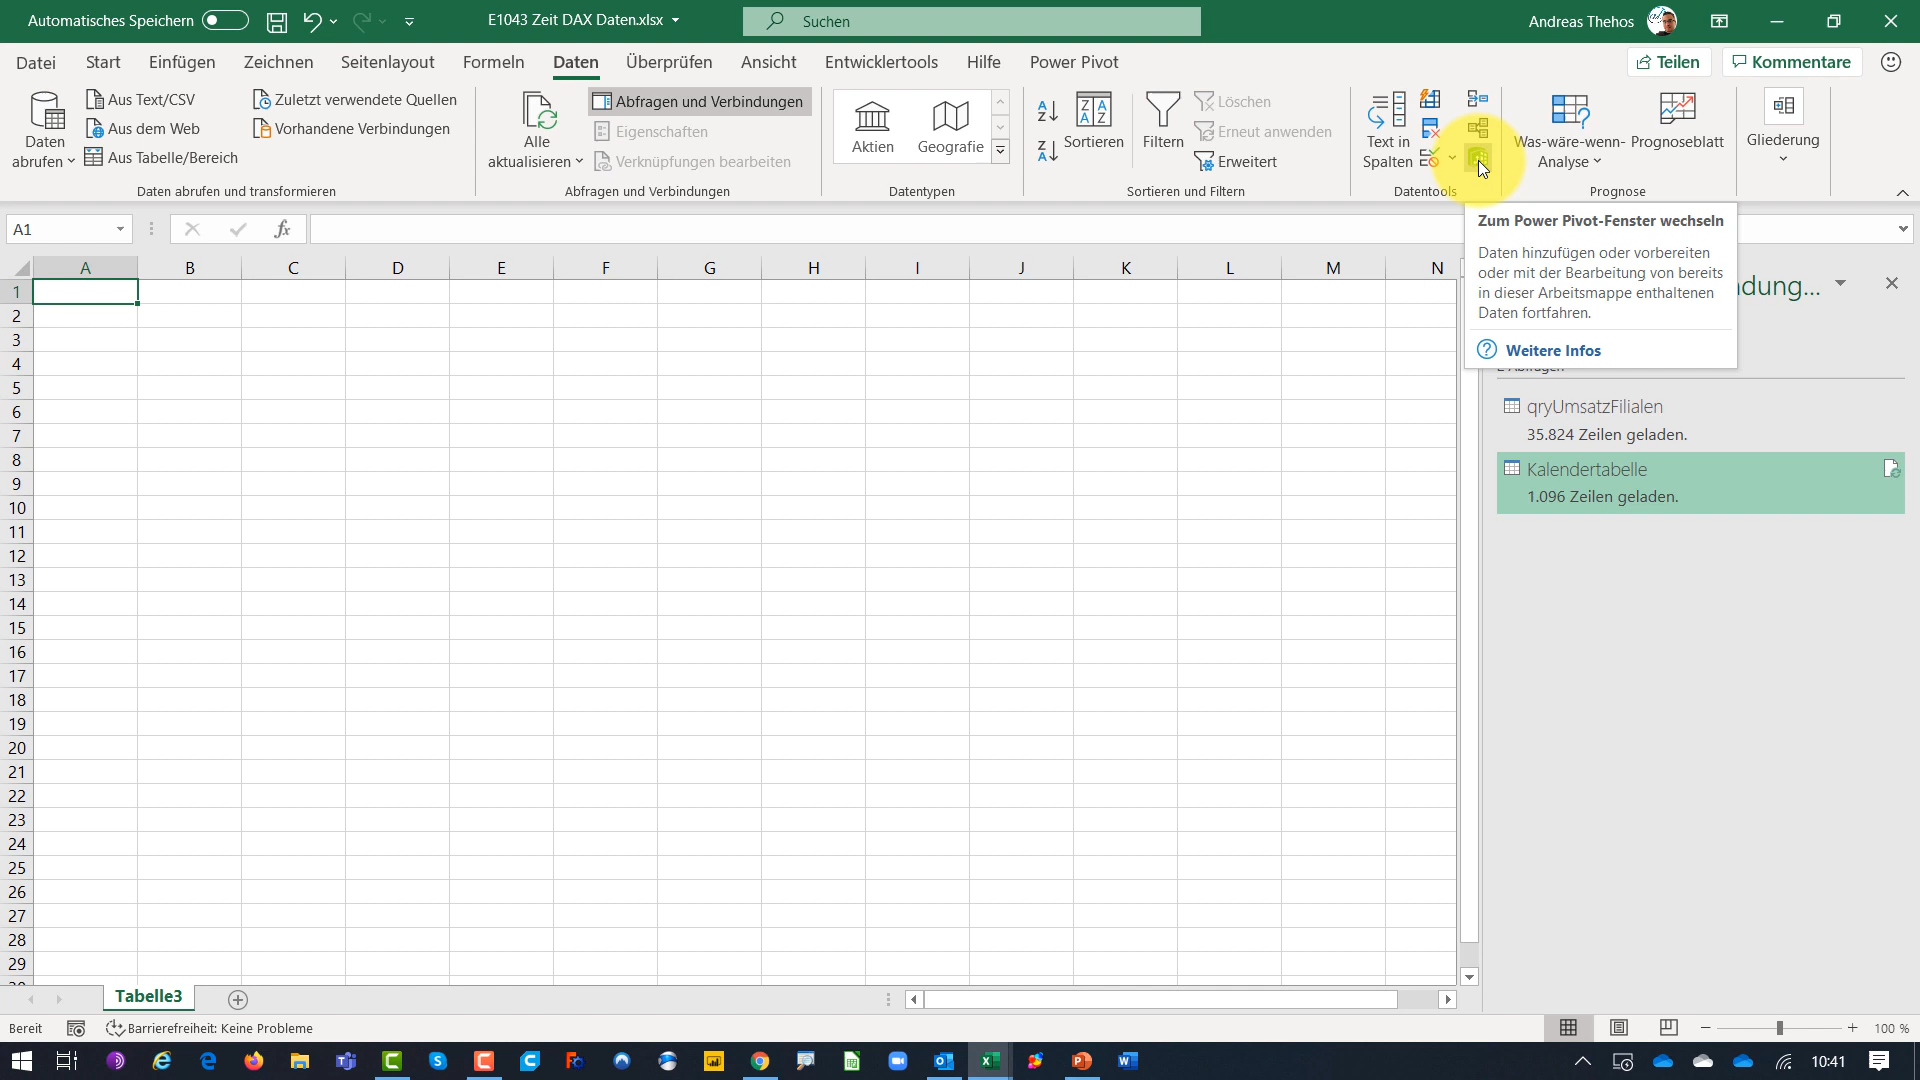 Automatisches Speichern
E1043 Zeit DAX Daten.xlsx
Suchen
Andreas Thehos
Datei Start Einfügen Zeichnen Seitenlayout Formeln Daten Überprüfen Ansicht Entwicklertools Hilfe Power Pivot
Teilen
Kommentare
Daten abrufen
Aus Text/CSV
Aus dem Web
Aus Tabelle/Bereich
Zuletzt verwendete Quellen
Vorhandene Verbindungen
Daten abrufen und transformieren
Alle aktualisieren
Abfragen und Verbindungen
Eigenschaften
Verknüpfungen bearbeiten
Abfragen und Verbindungen
Aktien
Geografie
Datentypen
Sortieren
Filtern
Löschen
Erneut anwenden
Erweitert
Sortieren und Filtern
Text in Spalten
Datentools
Was-wäre-wenn-Analyse
Prognoseblatt
Prognose
Gliederung
A1
fx
Zum Power Pivot-Fenster wechseln
Daten hinzufügen oder vorbereiten
oder mit der Bearbeitung von bereits
in dieser Arbeitsmappe enthaltenen
Daten fortfahren.
Weitere Infos
ndung...
A B C D E F G H I J K L M N
1
2
3
4
5
6
7
8
9
10
11
12
13
14
15
16
17
18
19
20
21
22
23
24
25
26
27
28
29
qryUmsatzFilialen
35.824 Zeilen geladen.
Kalendertabelle
1.096 Zeilen geladen.
Tabelle3
Bereit
Barrierefreiheit: Keine Probleme
100 %
10:41